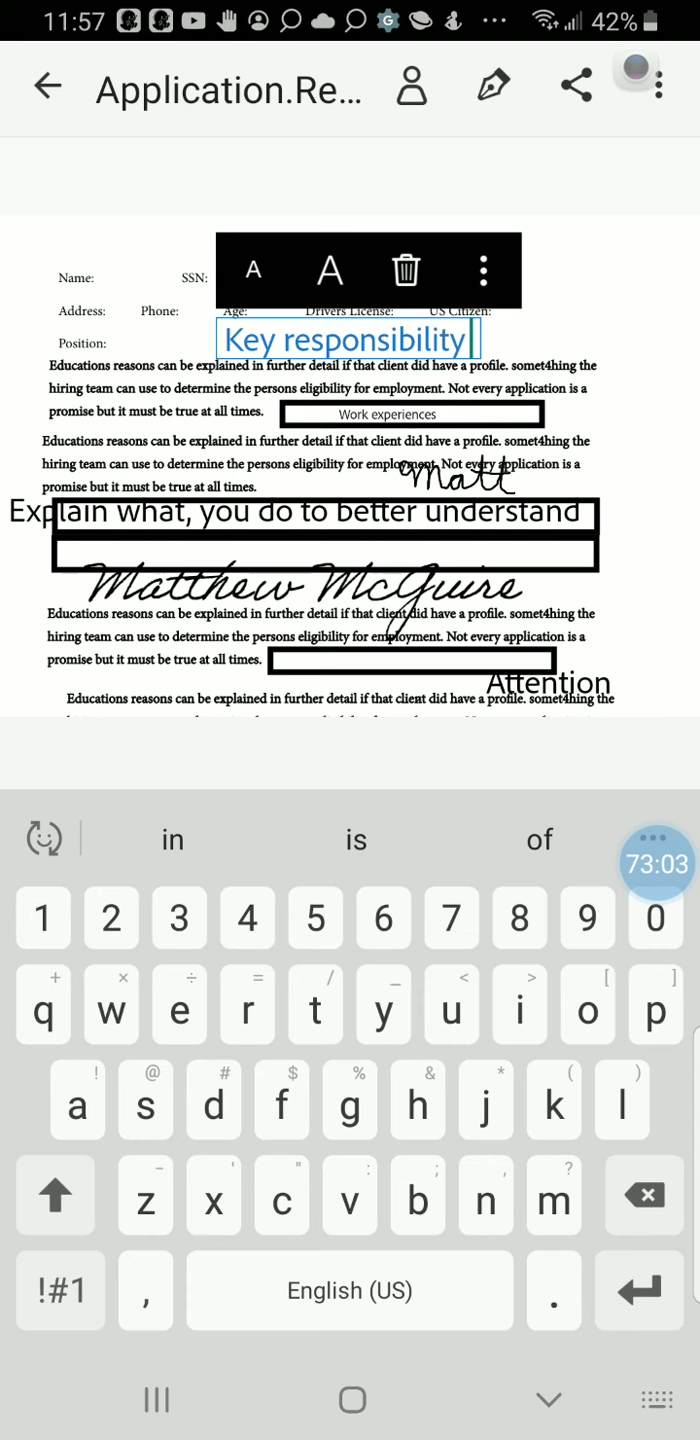 11:57 42%
Application.Re...
A A
Name: SSN:
Address: Phone: Age: Drivers License: US Citizen:
Position: Key responsibility
Educations reasons can be explained in further detail if that client did have a profile. somet4hing the
hiring team can use to determine the persons eligibility for employment. Not every application is a
promise but it must be true at all times. Work experiences
Educations reasons can be explained in further detail if that client did have a profile. somet4hing the
hiring team can use to determine the persons eligibility for employment. Not every application is a
Matt
promise but it must be true at all times.
Explain what, you do to better understand
Matthew McGuire
Educations reasons can be explained in further detail if that client did have a profile. somet4hing the
hiring team can use to determine the persons eligibility for employment. Not every application is a
promise but it must be true at all times.
Attention
Educations reasons can be explained in further detail if that client did have a profile. something the
in is of
73:03
1 2 3 4 5 6 7 8 9 0
+ × ÷ = / _ < > [ ]
q w e r t y u i o p
! @ # $ % & * ( )
a s d f g h j k l
- ' " : ; , ?
z x c v b n m
!#1 , English (US) .